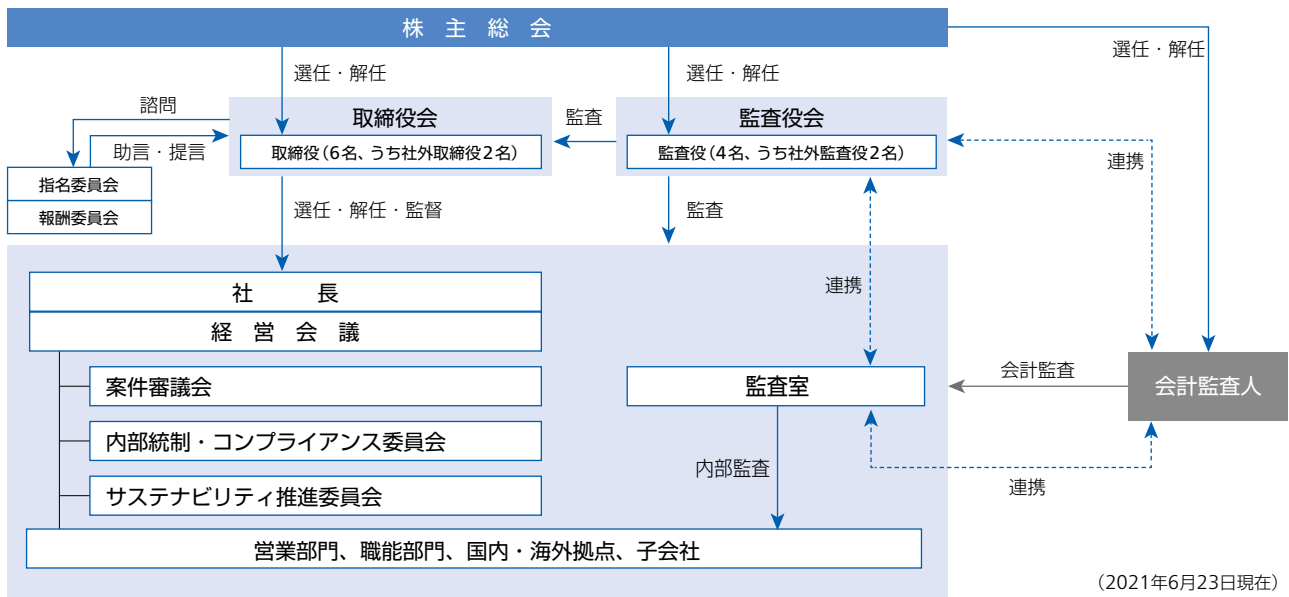 株主総会
選任・解任
選任・解任
選任・解任
諮問
助言・提言
取締役会
取締役（6名、うち社外取締役2名）
監査
監査役会
監査役（4名、うち社外監査役2名）
連携
指名委員会
報酬委員会
選任・解任・監督
監査
社長
経営会議
連携
案件審議会
監査室
会計監査
会計監査人
内部統制・コンプライアンス委員会
内部監査
連携
サステナビリティ推進委員会
営業部門、職能部門、国内・海外拠点、子会社
（2021年6月23日現在）